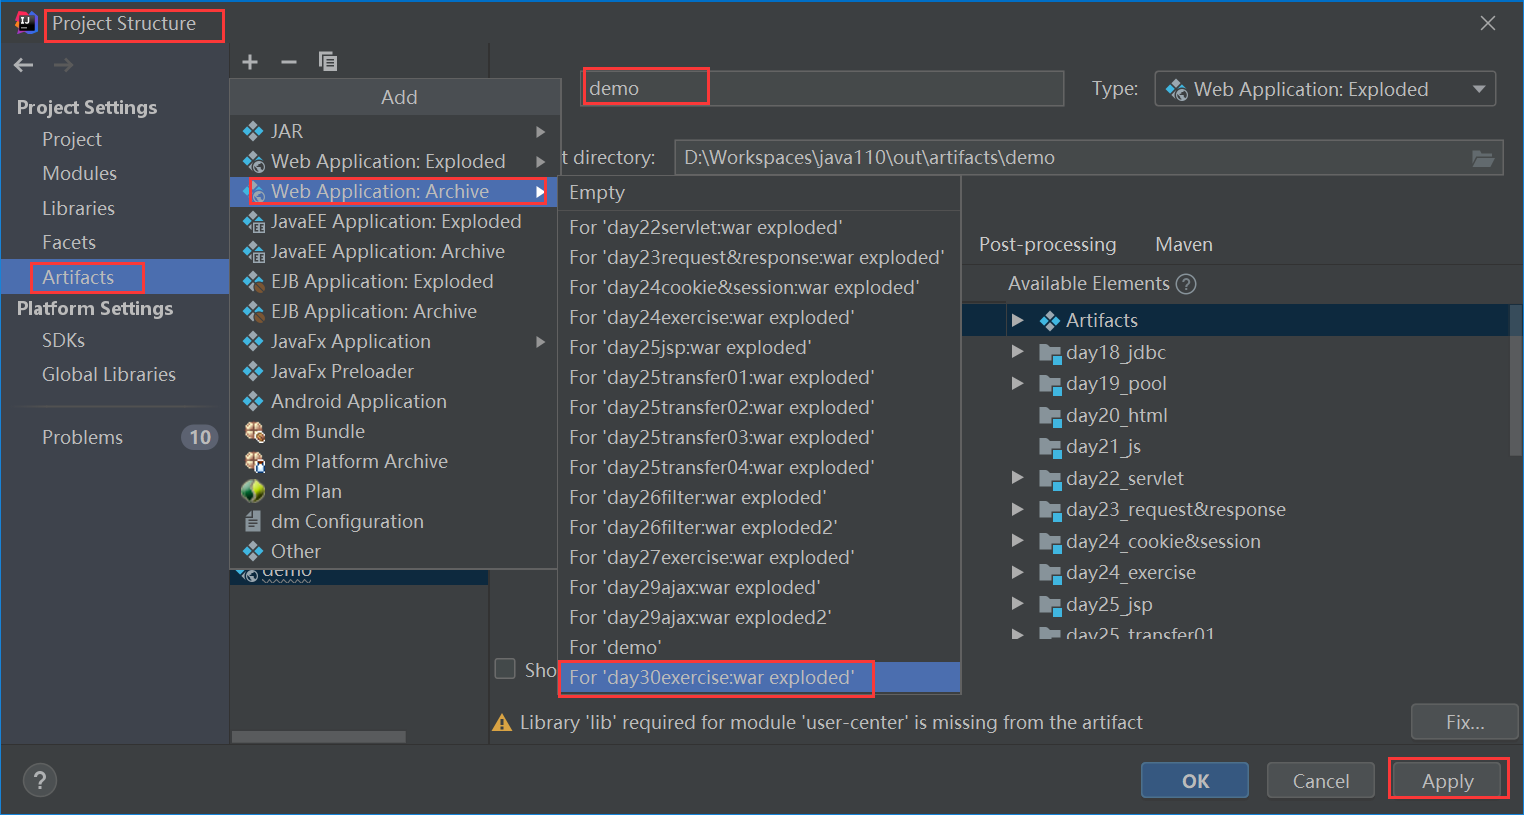 Project Structure
Project Settings
Project
Modules
Libraries
Facets
Artifacts
Platform Settings
SDKs
Global Libraries
Problems 10
Add
JAR
Web Application: Exploded
Web Application: Archive
JavaEE Application: Exploded
JavaEE Application: Archive
EJB Application: Exploded
EJB Application: Archive
JavaFx Application
JavaFx Preloader
Android Application
dm Bundle
dm Platform Archive
dm Plan
dm Configuration
Other
demo
demo
Type: Web Application: Exploded
t directory: D:\Workspaces\java110\out\artifacts\demo
Empty
For 'day22servlet:war exploded'
For 'day23request&response:war exploded'
For 'day24cookie&session:war exploded'
For 'day24exercise:war exploded'
For 'day25jsp:war exploded'
For 'day25transfer01:war exploded'
For 'day25transfer02:war exploded'
For 'day25transfer03:war exploded'
For 'day25transfer04:war exploded'
For 'day26filter:war exploded'
For 'day26filter:war exploded2'
For 'day27exercise:war exploded'
For 'day29ajax:war exploded'
For 'day29ajax:war exploded2'
For 'demo'
For 'day30exercise:war exploded'
Post-processing Maven
Available Elements ?
Artifacts
day18_jdbc
day19_pool
day20_html
day21_js
day22_servlet
day23_request&response
day24_cookie&session
day24_exercise
day25_jsp
day25_transfer01
Sho
Library 'lib' required for module 'user-center' is missing from the artifact
Fix...
?
OK Cancel Apply